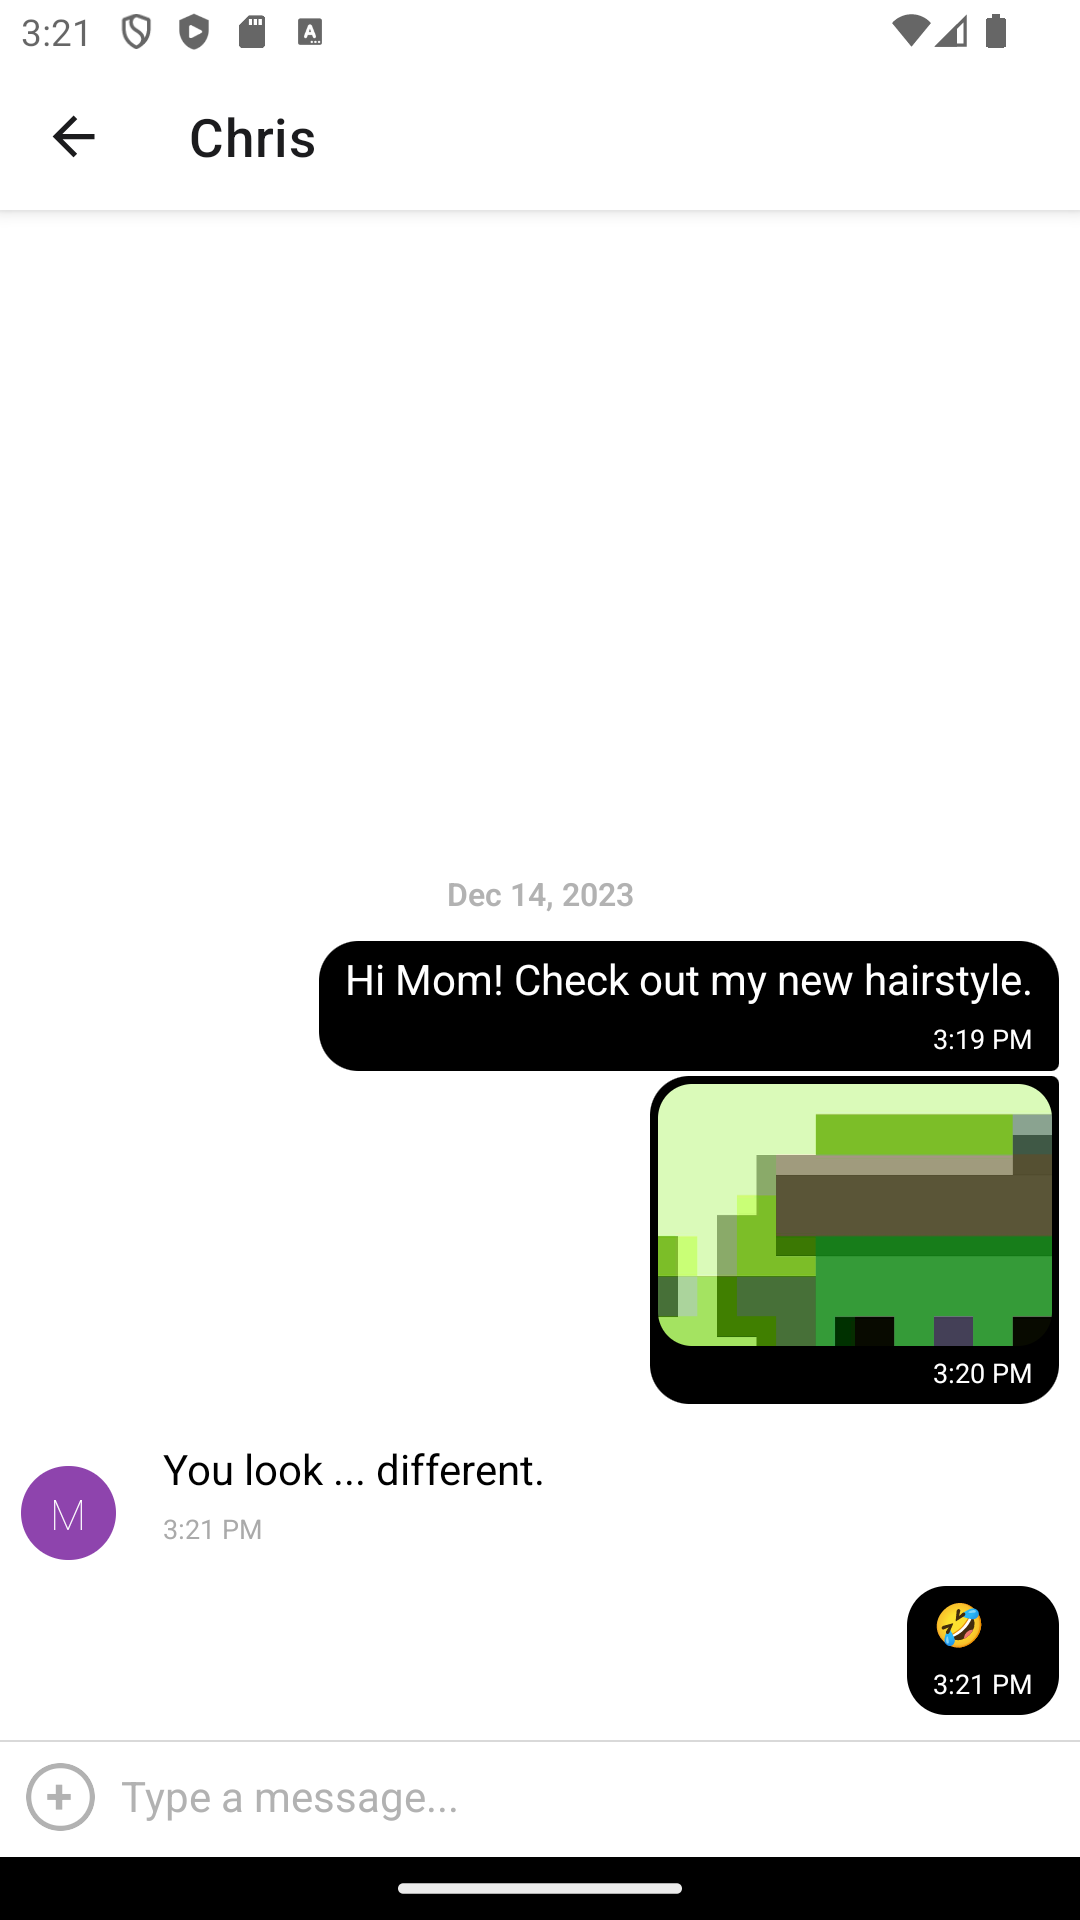 3:21
Chris
Dec 14, 2023
Hi Mom! Check out my new hairstyle.
3:19 PM
3:20 PM
You look ... different.
M
3:21 PM
🤣
3:21 PM
Type a message...